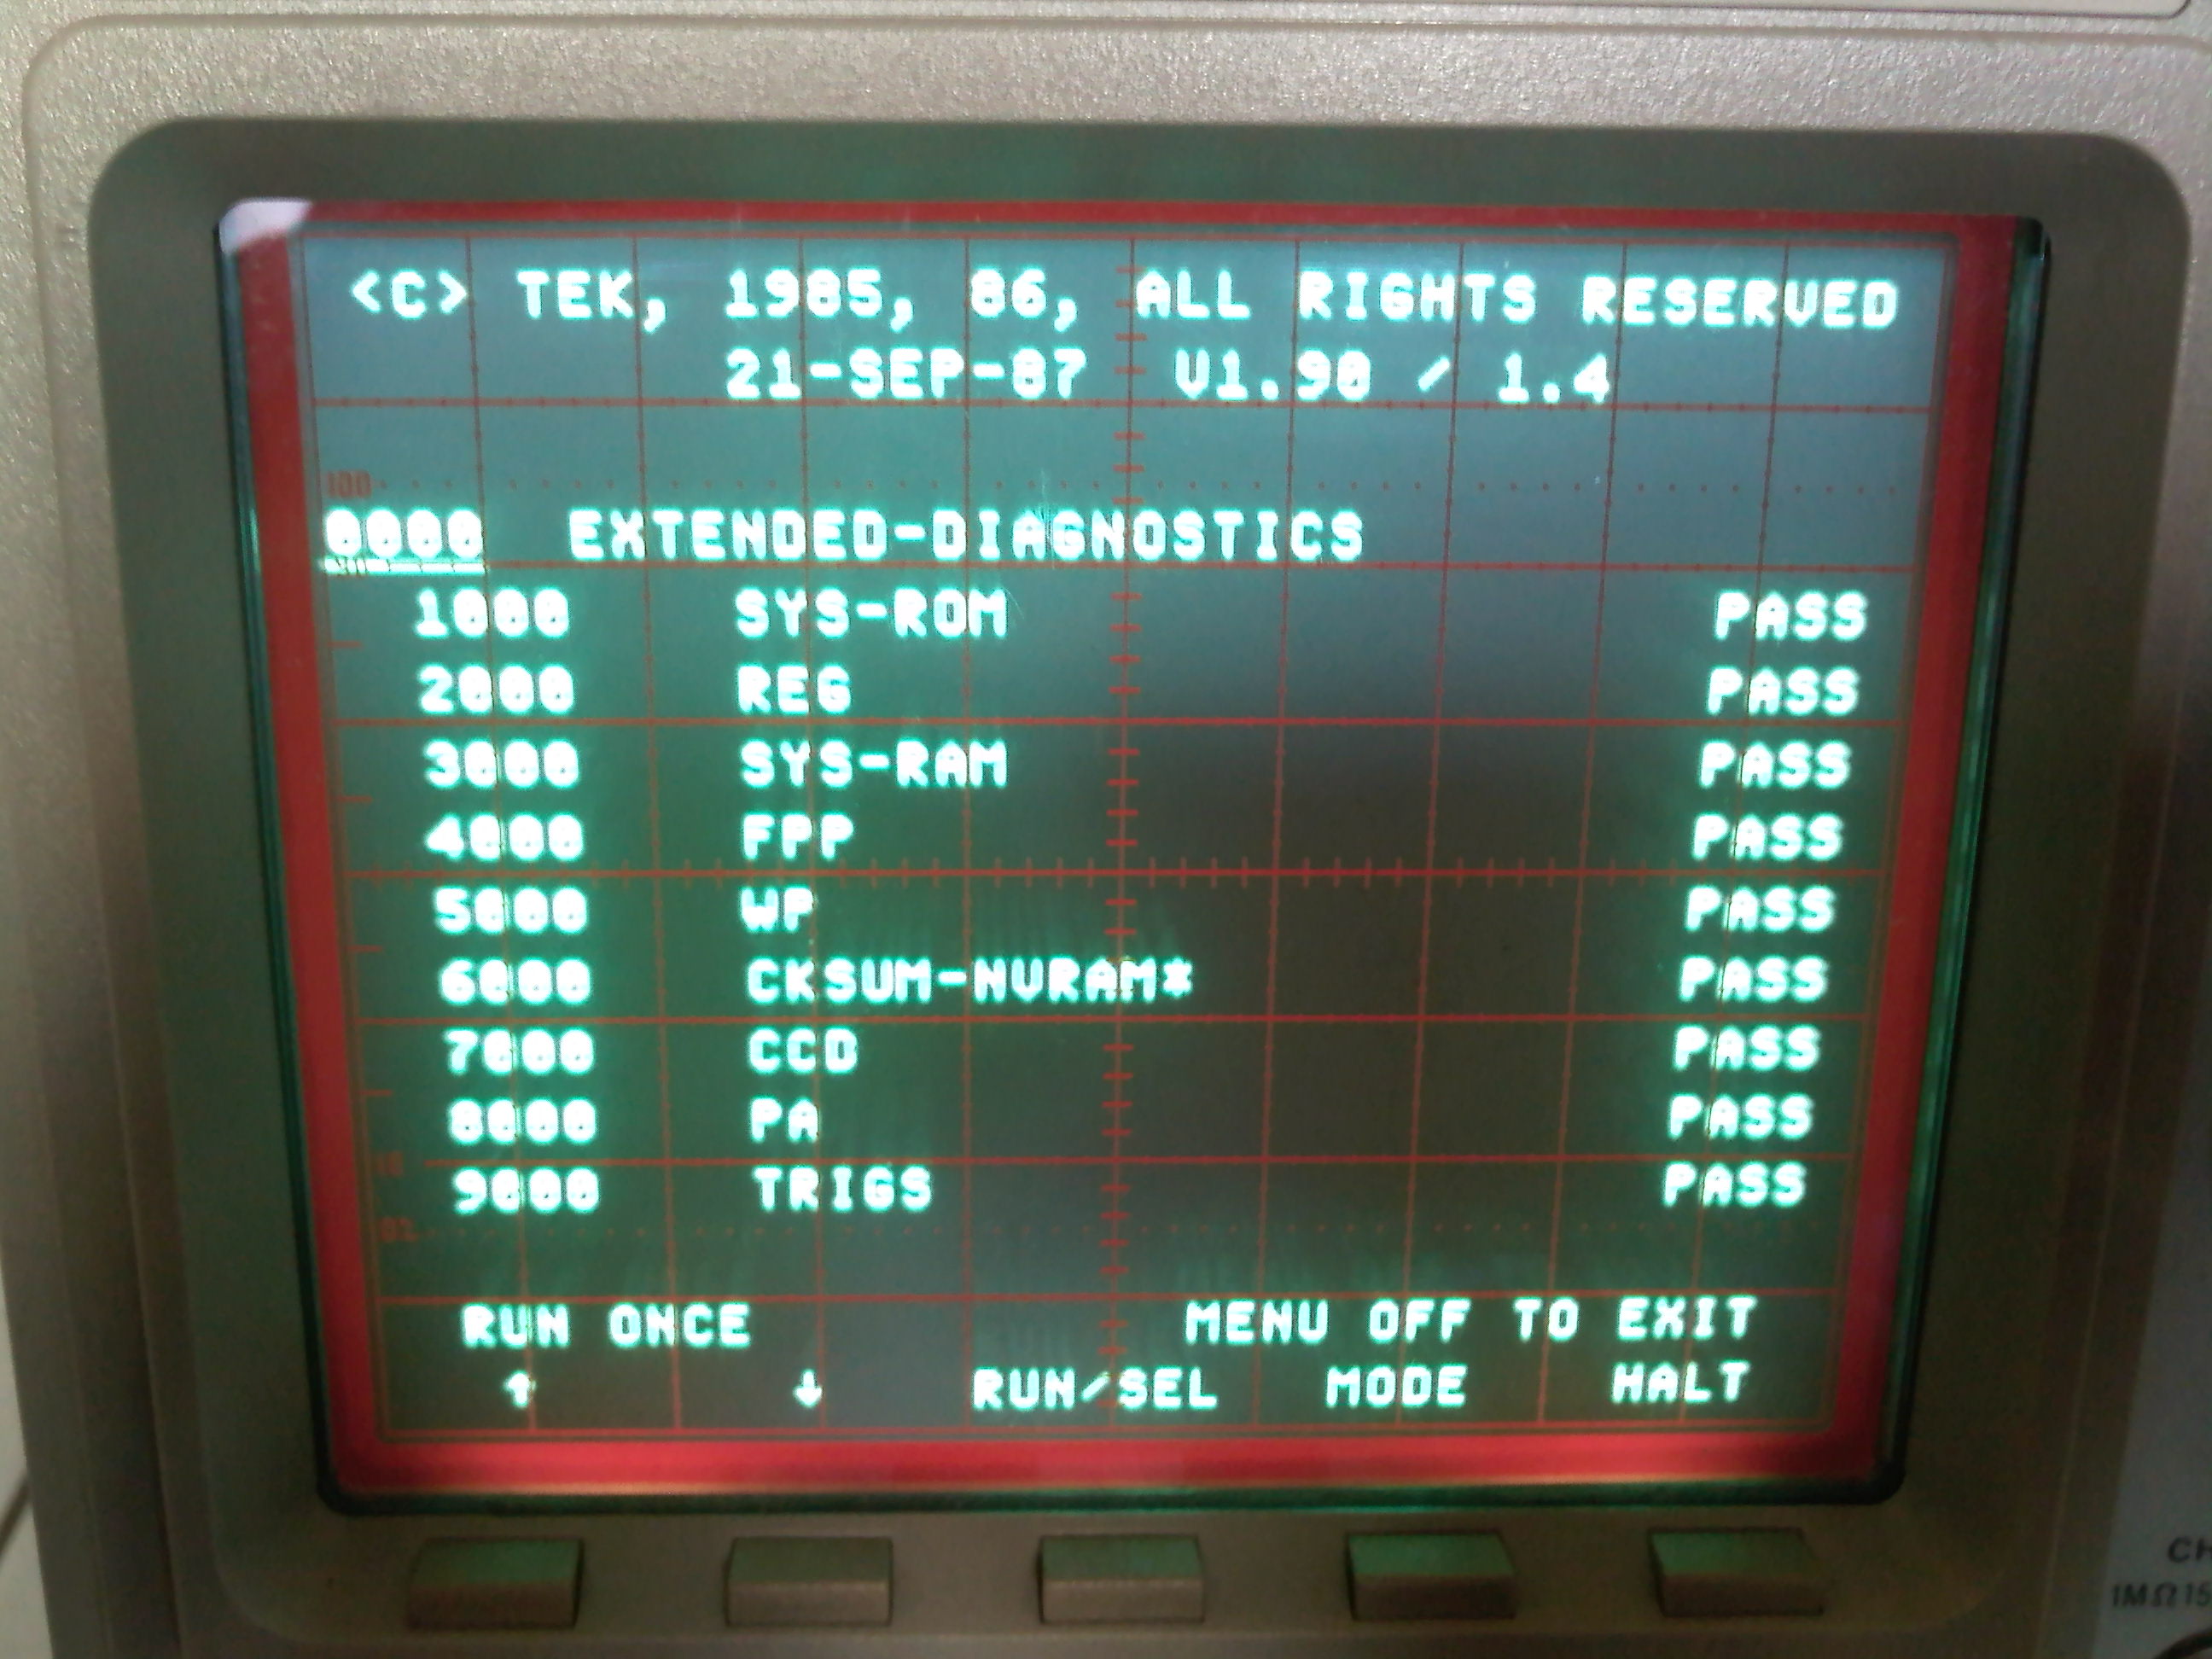 <C> TEK, 1985, 86, ALL RIGHTS RESERVED
21-SEP-87 V1.90 / 1.4
100
0000 EXTENDED-DIAGNOSTICS
1000 SYS-ROM PASS
2000 REG PASS
3000 SYS-RAM PASS
4000 FPP PASS
5000 WP PASS
6000 CKSUM-NVRAM* PASS
7000 CCD PASS
8000 PA PASS
9000 TRIGS PASS
RUN ONCE MENU OFF TO EXIT
↑ ↓ RUN/SEL MODE HALT